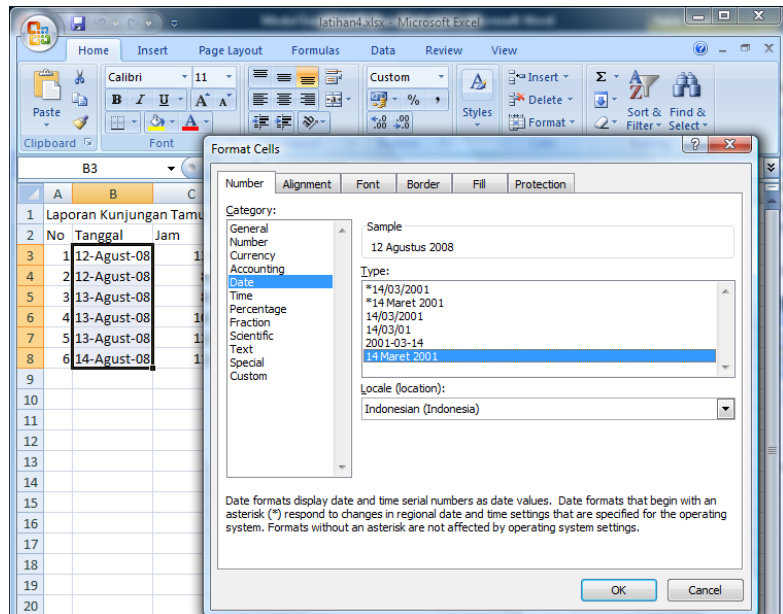 latihan4.xlsx - Microsoft Excel
Home Insert Page Layout Formulas Data Review View
Calibri 11 Custom Insert Σ
Paste B I U A A % , Styles Delete Sort & Find &
Format Filter Select
Clipboard Font
B3
A B C
1 Laporan Kunjungan Tamu
2 No Tanggal Jam
3 1 12-Agust-08
4 2 12-Agust-08
5 3 13-Agust-08
6 4 13-Agust-08
7 5 13-Agust-08
8 6 14-Agust-08
9
10
11
12
13
14
15
16
17
18
19
20
Format Cells
Number Alignment Font Border Fill Protection
Category:
General
Number
Currency
Accounting
Date
Time
Percentage
Fraction
Scientific
Text
Special
Custom
Sample
12 Agustus 2008
Type:
*14/03/2001
*14 Maret 2001
14/03/2001
14/03/01
2001-03-14
14 Maret 2001
Locale (location):
Indonesian (Indonesia)
Date formats display date and time serial numbers as date values. Date formats that begin with an
asterisk (*) respond to changes in regional date and time settings that are specified for the operating
system. Formats without an asterisk are not affected by operating system settings.
OK Cancel